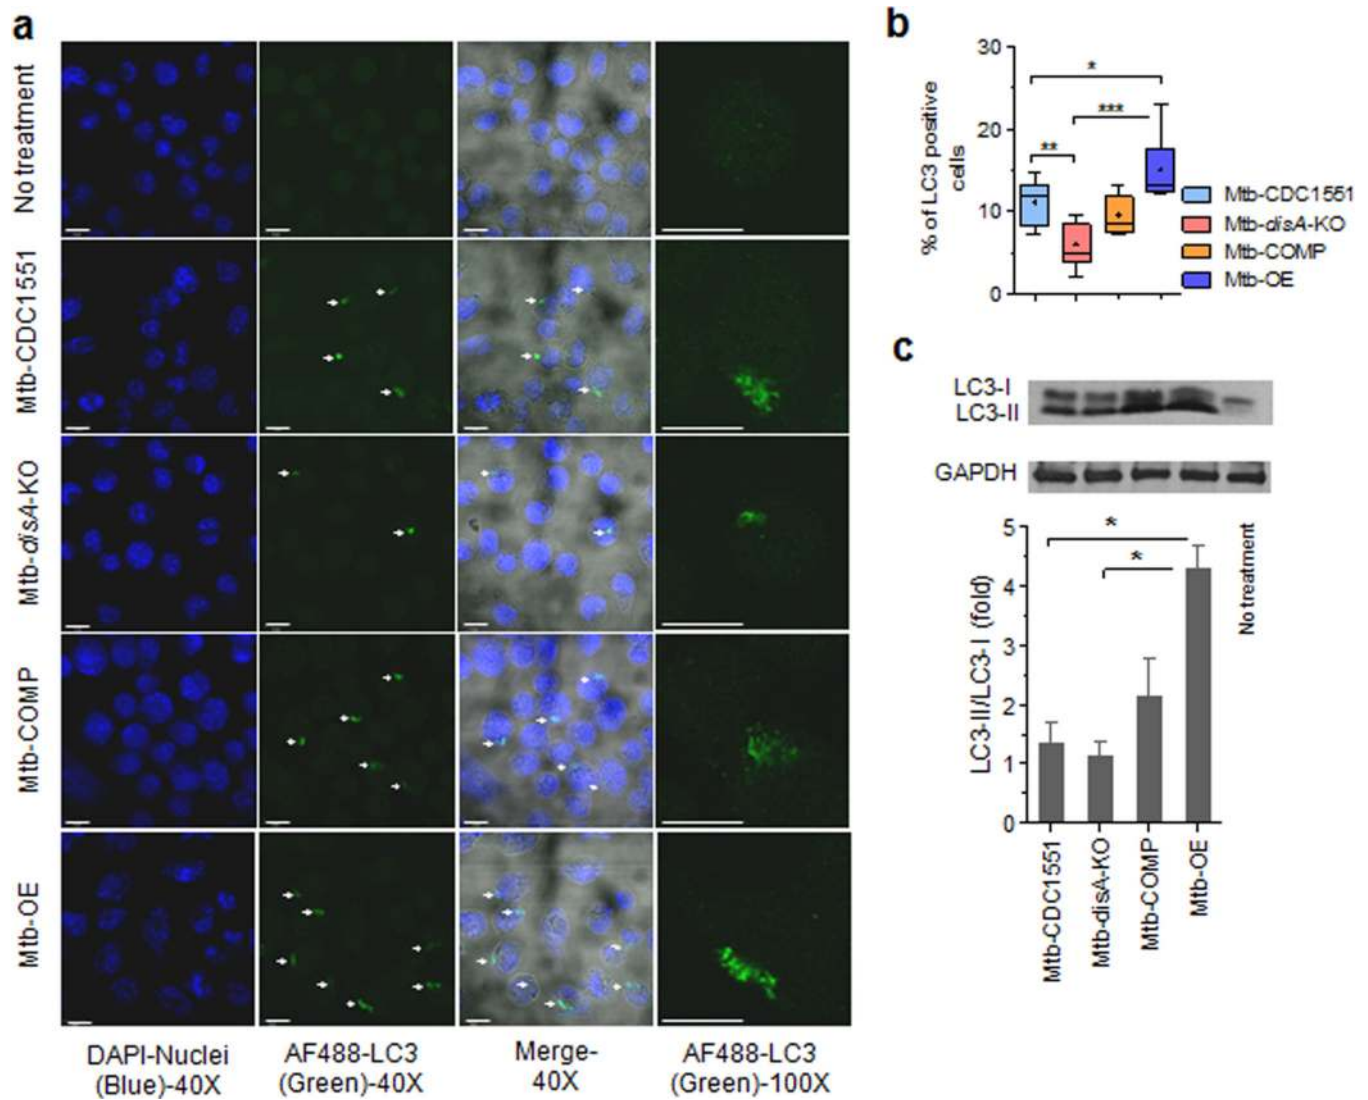 a
No treatment
Mtb-CDC1551
Mtb-disA-KO
Mtb-COMP
Mtb-OE
DAPI-Nuclei
(Blue)-40X
AF488-LC3
(Green)-40X
Merge-
40X
AF488-LC3
(Green)-100X
b
% of LC3 positive
cells
30
20
10
0
*
***
**
Mtb-CDC1551
Mtb-disA-KO
Mtb-COMP
Mtb-OE
c
LC3-I
LC3-II
GAPDH
No treatment
LC3-II/LC3-I (fold)
5
4
3
2
1
0
*
*
Mtb-CDC1551
Mtb-disA-KO
Mtb-COMP
Mtb-OE